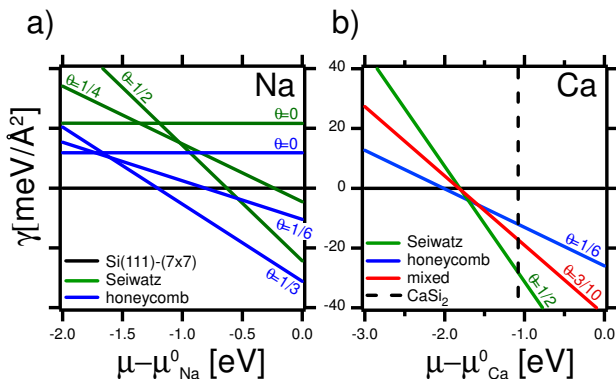 a)
b)
Na
Ca
θ=1/4
θ=1/2
θ=0
θ=0
θ=1/6
θ=1/3
Si(111)-(7x7)
Seiwatz
honeycomb
-2.0
-1.5
-1.0
-0.5
0.0
μ−μ⁰Na [eV]
γ[meV/Å²]
40
20
0
-20
-40
θ=1/6
θ=3/10
θ=1/2
Seiwatz
honeycomb
mixed
CaSi₂
-3.0
-2.0
-1.0
0.0
μ−μ⁰Ca [eV]